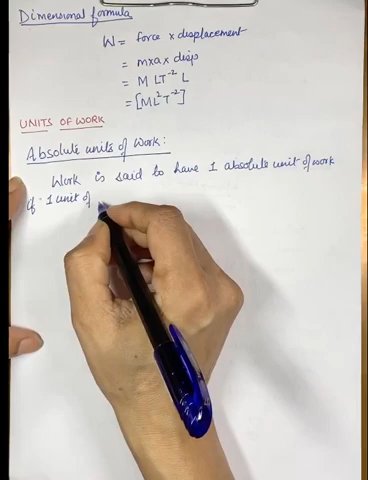 Dimensional formula
W = force × displacement
= m×a × disp
= M LT⁻² L
= [ML²T⁻²]
UNITS OF WORK
Absolute units of Work:
Work is said to have 1 absolute unit of work
if 1 unit of